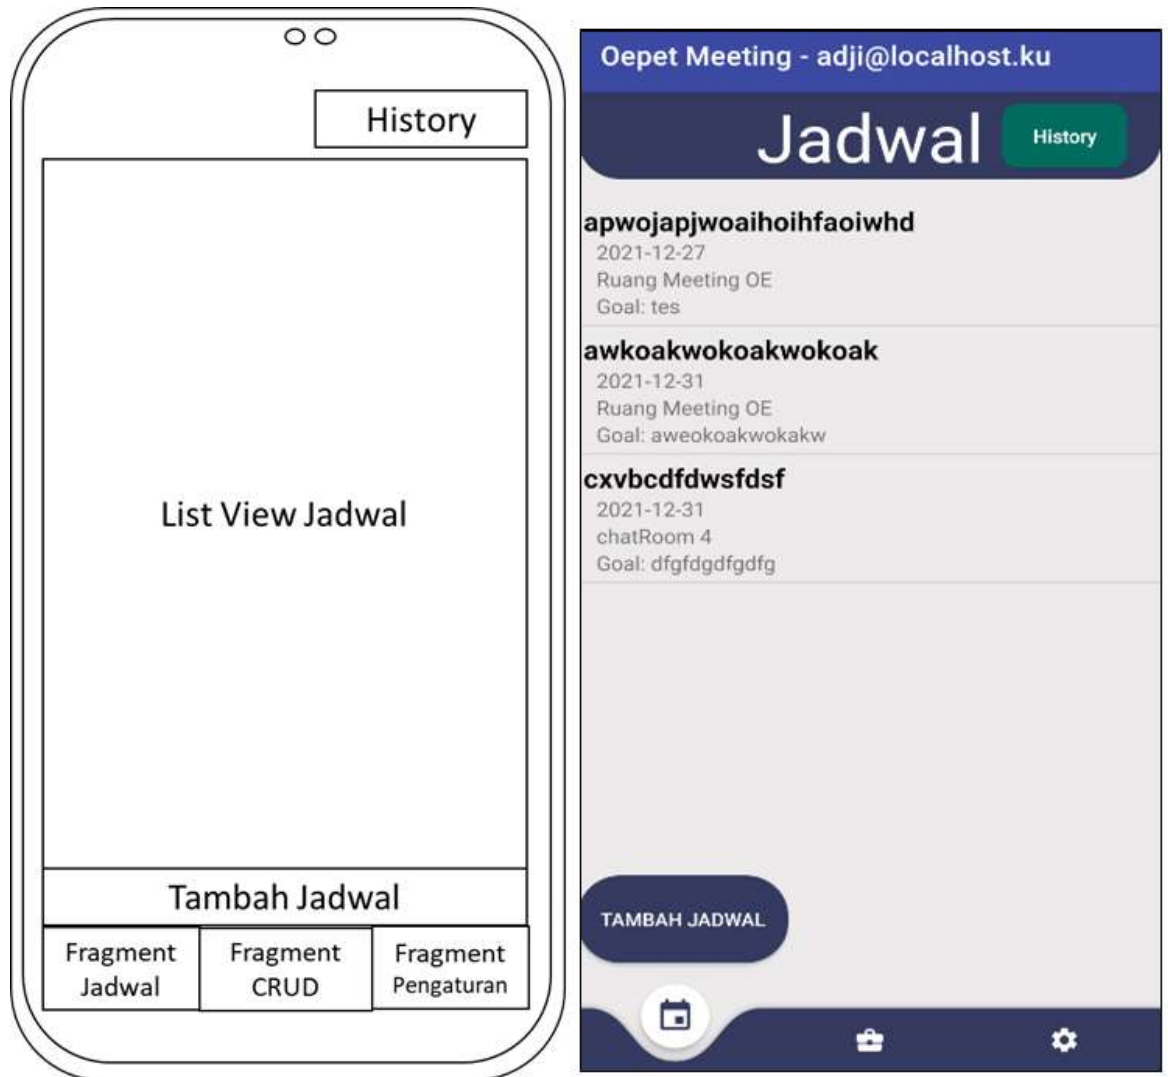 History
List View Jadwal
Tambah Jadwal
Fragment
Jadwal
Fragment
CRUD
Fragment
Pengaturan
Oepet Meeting - adji@localhost.ku
Jadwal
History
apwojapjwoaihoihfaoiwhd
2021-12-27
Ruang Meeting OE
Goal: tes
awkoakwokoakwokoak
2021-12-31
Ruang Meeting OE
Goal: aweokoakwokakw
cxvbcdfdwsfdsf
2021-12-31
chatRoom 4
Goal: dfgfdgdfgdfg
TAMBAH JADWAL